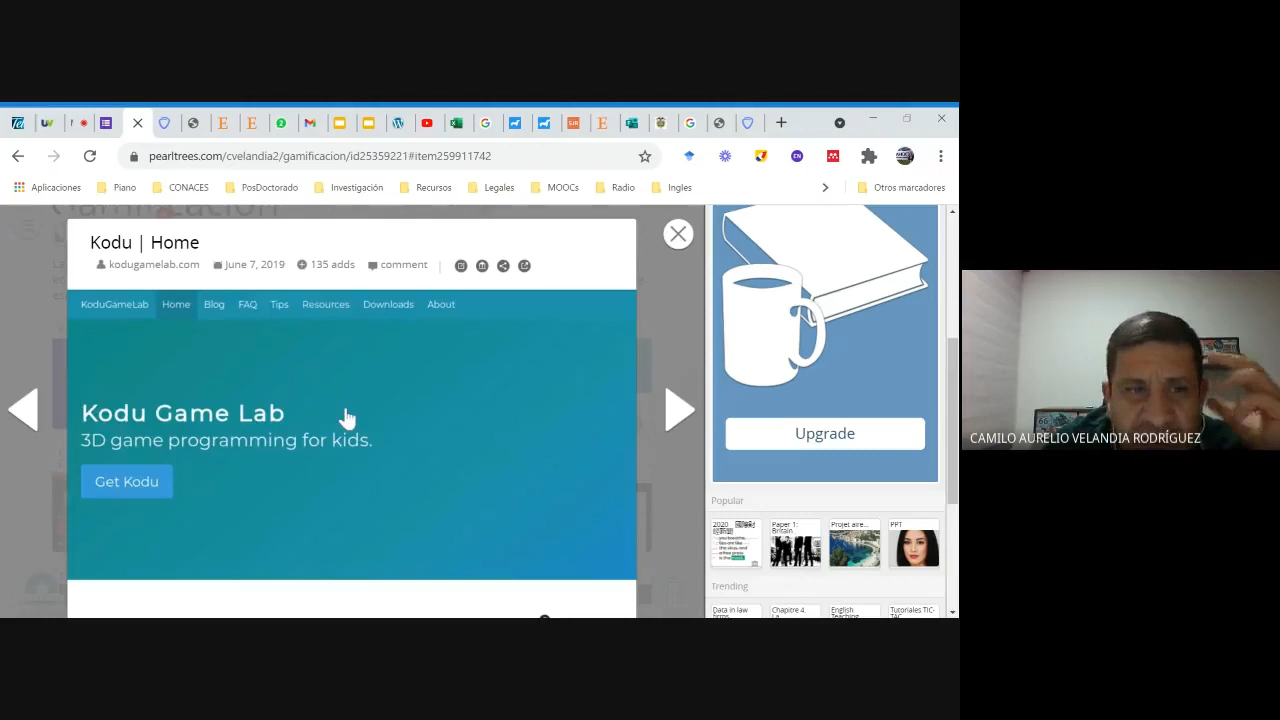 pearltrees.com/cvelandia2/gamificacion/id25359221#item259911742
Aplicaciones Piano CONACES PosDoctorado Investigación Recursos Legales MOOCs Radio Ingles Otros marcadores
Kodu | Home
kodugamelab.com June 7, 2019 135 adds comment
KoduGameLab Home Blog FAQ Tips Resources Downloads About
Kodu Game Lab
3D game programming for kids.
Get Kodu
Upgrade
Popular
2020
Paper 1:
Britain
Projet aire...
PPT
Trending
Data in law
firms
Chapitre 4.
La
English
Teaching
Tutoriales TIC-
TAC
CAMILO AURELIO VELANDIA RODRÍGUEZ